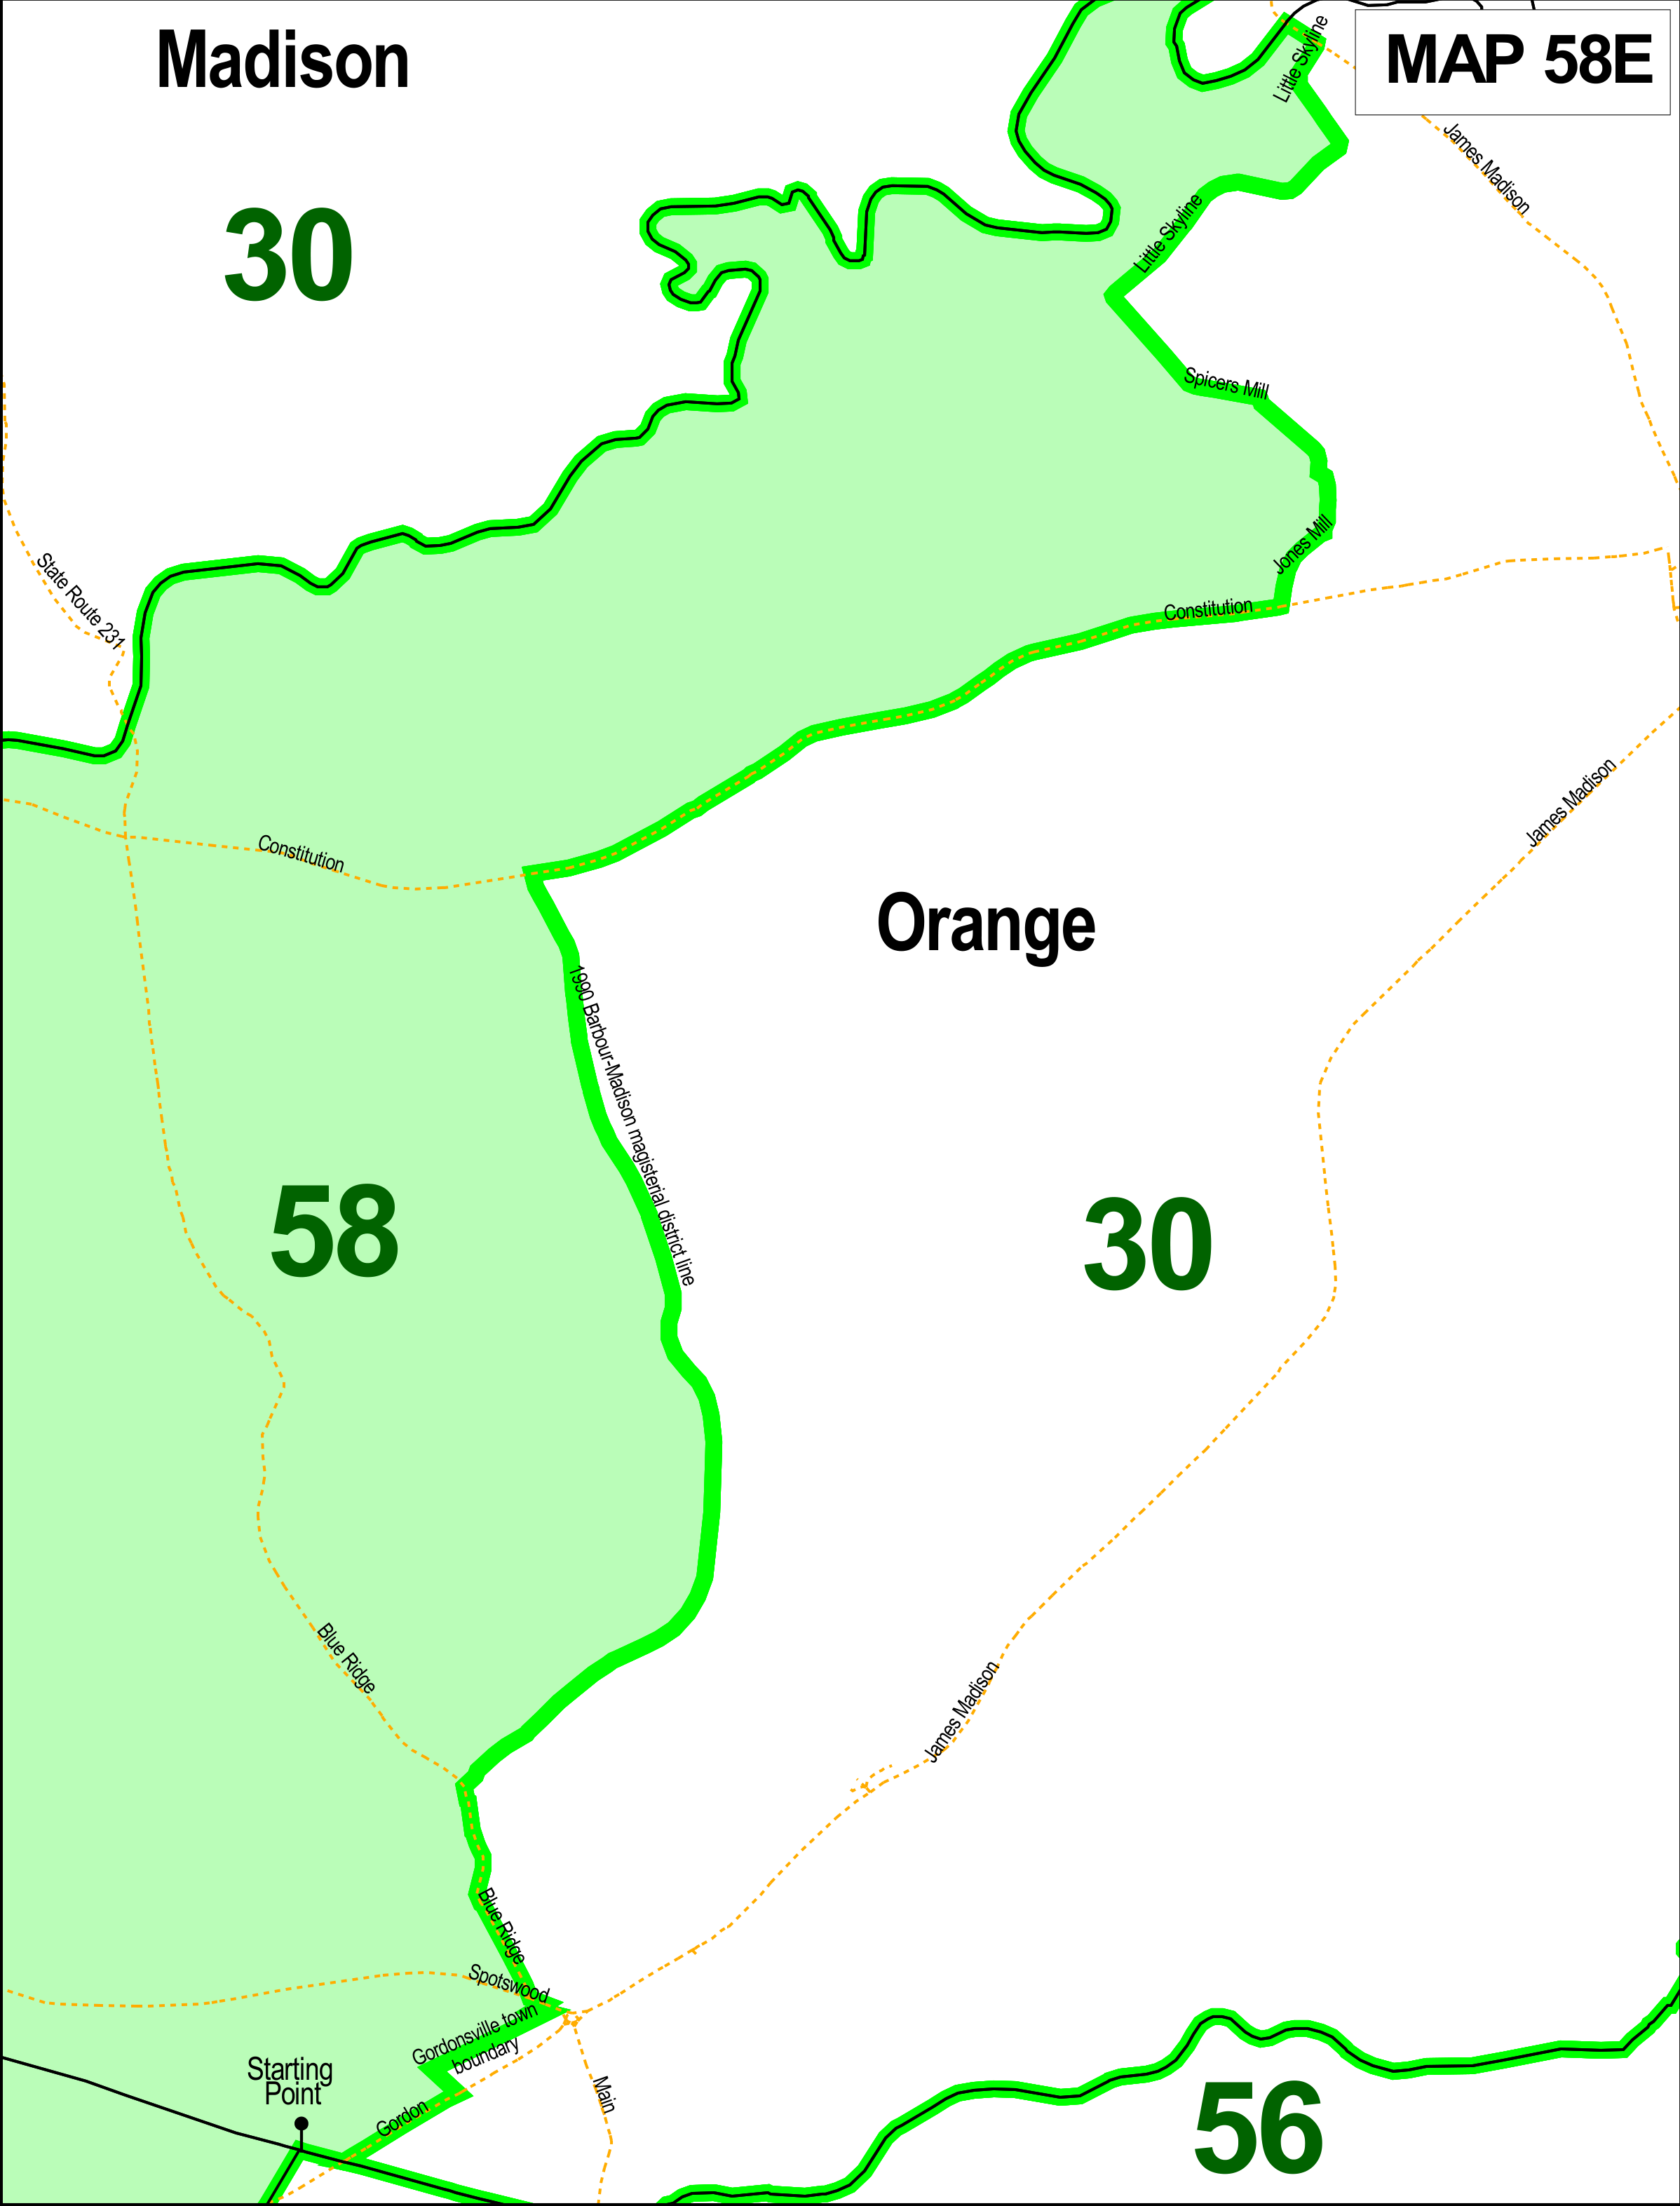 Madison
MAP 58E
Little Skyline
James Madison
30
Little Skyline
Spicers Mill
Jones Mill
State Route 231
Constitution
James Madison
Constitution
Orange
1990 Barbour-Madison magisterial district line
58
30
Blue Ridge
James Madison
Blue Ridge
Spotswood
Gordonsville town
boundary
Starting
Point
Main
Gordon
56